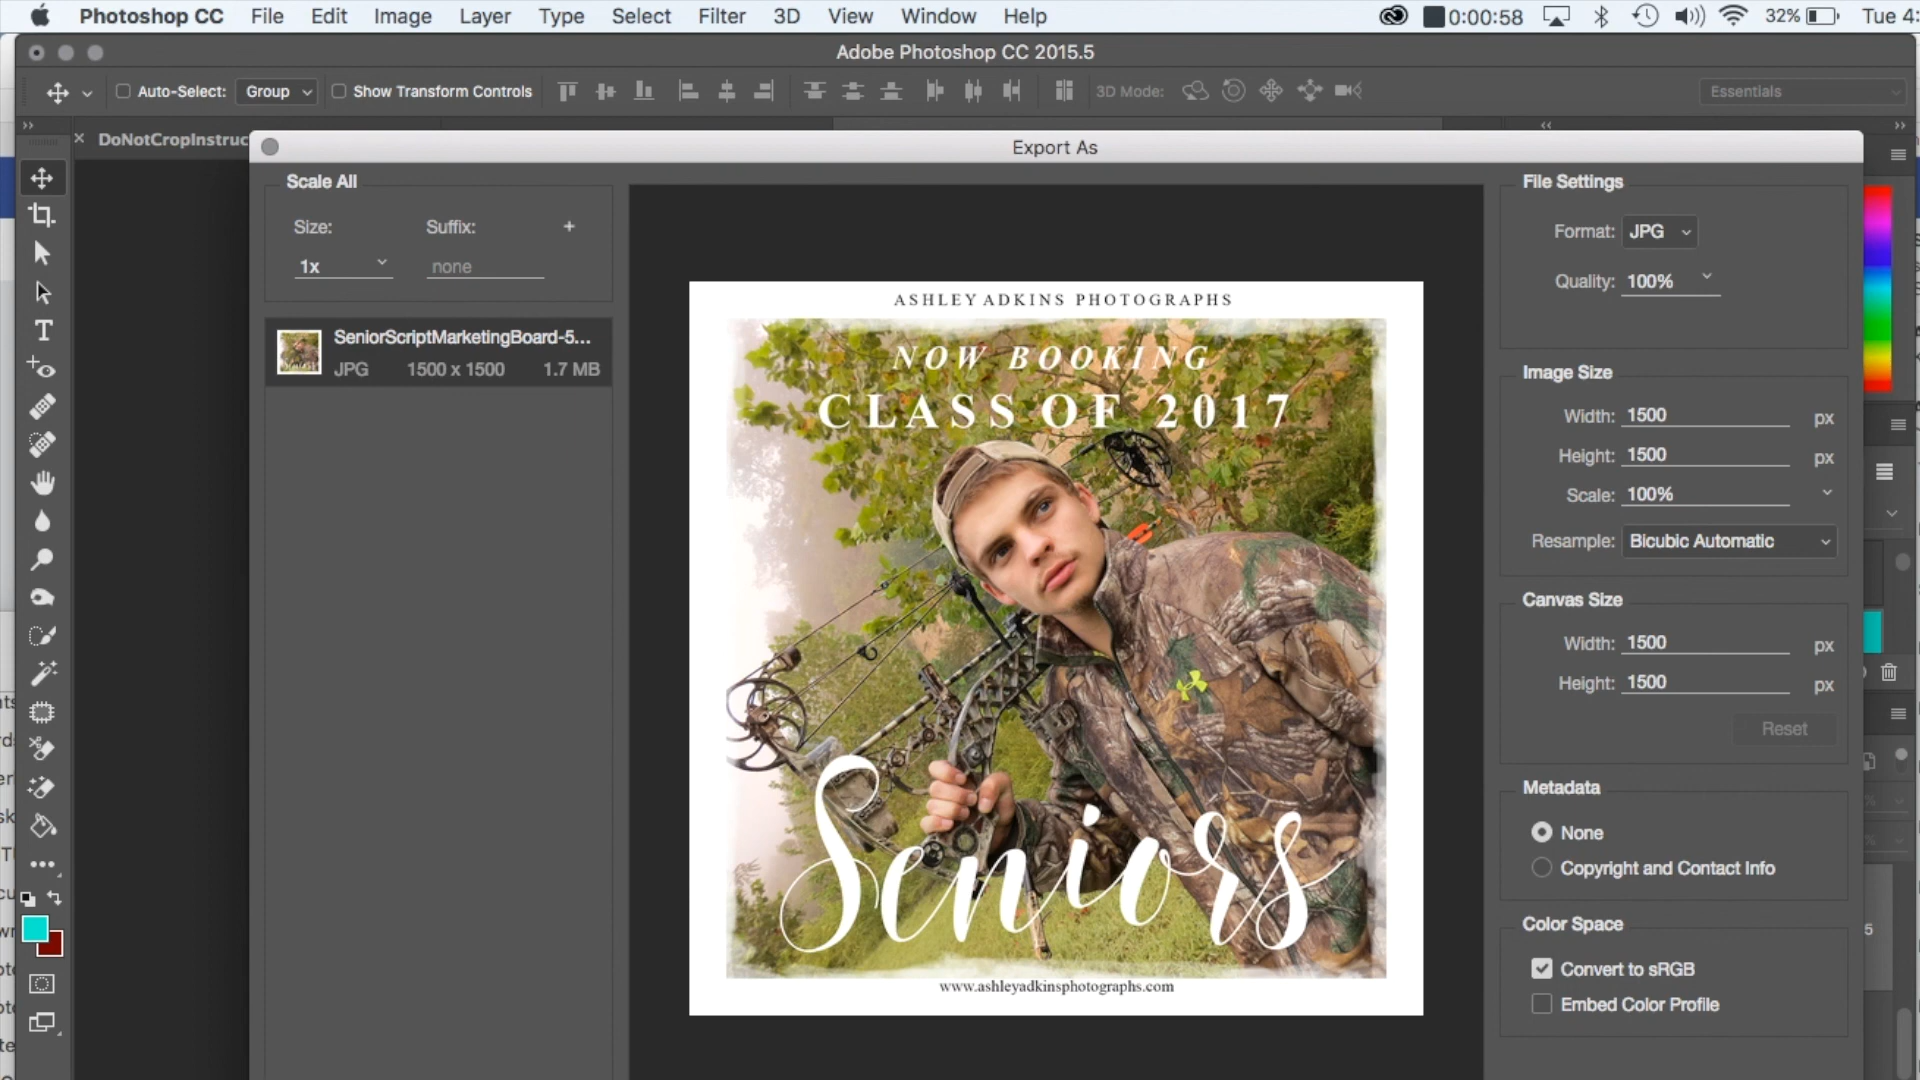 Photoshop CC File Edit Image Layer Type Select Filter 3D View Window Help 0:00:58 32% Tue 4:
Adobe Photoshop CC 2015.5
Auto-Select: Group Show Transform Controls 3D Mode: Essentials
DoNotCropInstruc
Export As
Scale All
Size: Suffix: +
1x none
SeniorScriptMarketingBoard-5...
JPG 1500 x 1500 1.7 MB
ASHLEY ADKINS PHOTOGRAPHS
NOW BOOKING
CLASS OF 2017
Seniors
www.ashleyadkinsphotographs.com
File Settings
Format: JPG
Quality: 100%
Image Size
Width: 1500 px
Height: 1500 px
Scale: 100%
Resample: Bicubic Automatic
Canvas Size
Width: 1500 px
Height: 1500 px
Reset
Metadata
None
Copyright and Contact Info
Color Space
Convert to sRGB
Embed Color Profile